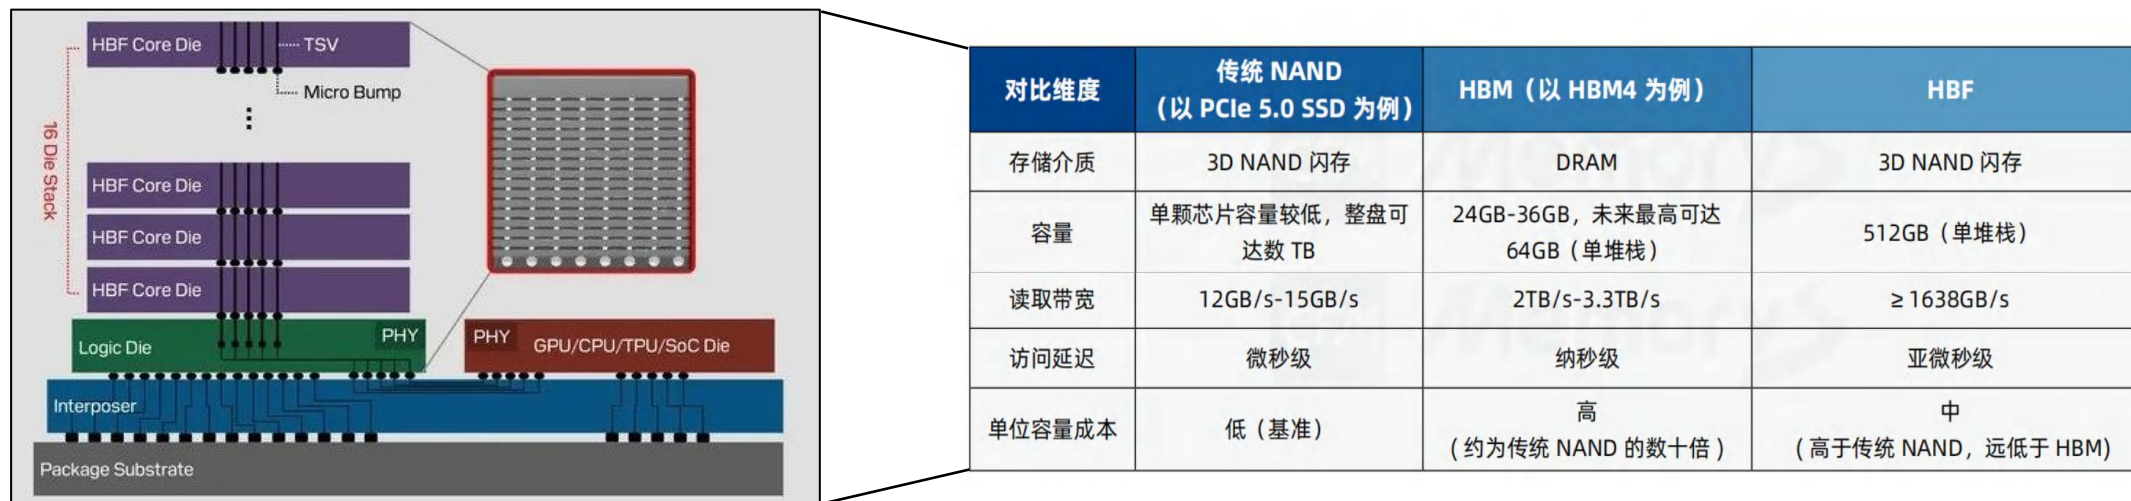 HBF Core Die
TSV
Micro Bump
16 Die Stack
HBF Core Die
HBF Core Die
HBF Core Die
Logic Die
PHY
PHY
GPU/CPU/TPU/SoC Die
Interposer
Package Substrate
对比维度
传统 NAND
（以 PCIe 5.0 SSD 为例）
HBM（以 HBM4 为例）
HBF
存储介质
3D NAND 闪存
DRAM
3D NAND 闪存
容量
单颗芯片容量较低，整盘可
达数 TB
24GB-36GB，未来最高可达
64GB（单堆栈）
512GB（单堆栈）
读取带宽
12GB/s-15GB/s
2TB/s-3.3TB/s
≥1638GB/s
访问延迟
微秒级
纳秒级
亚微秒级
单位容量成本
低（基准）
高
（约为传统 NAND 的数十倍）
中
（高于传统 NAND，远低于 HBM）
MemoryS
MemoryS